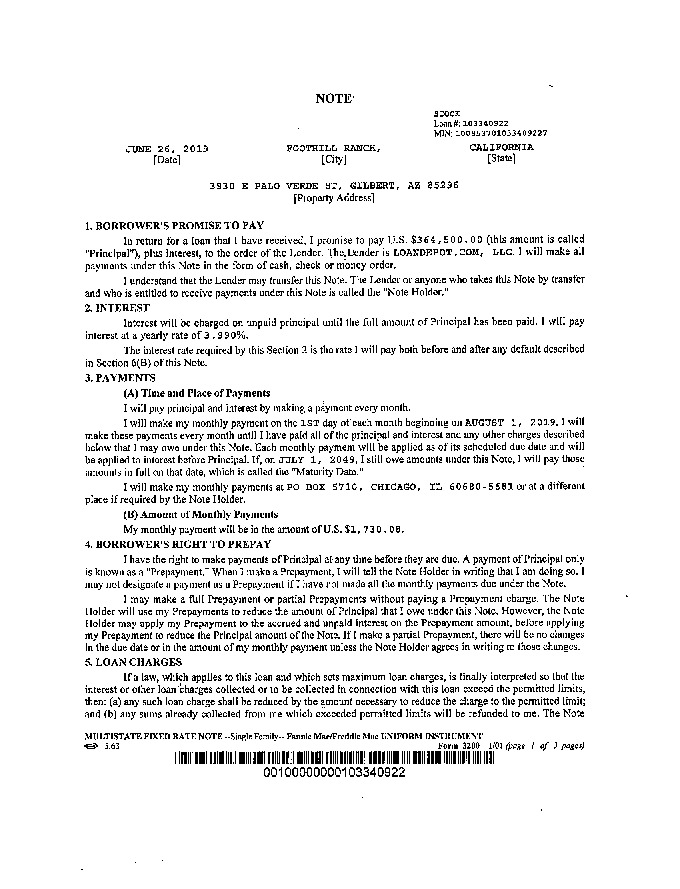 NOTE
Loan #: 103340922
MIN: 100853701033409227
JUNE 26, 2019 FOOTHILL RANCH, CALIFORNIA
[Date] [City] [State]
3930 E PALO VERDE ST, GILBERT, AZ 85296
[Property Address]
1. BORROWER'S PROMISE TO PAY
In return for a loan that I have received, I promise to pay U.S. $364,500.00 (this amount is called
"Principal"), plus interest, to the order of the Lender. The Lender is LOANDEPOT.COM, LLC. I will make all
payments under this Note in the form of cash, check or money order.
I understand that the Lender may transfer this Note. The Lender or anyone who takes this Note by transfer
and who is entitled to receive payments under this Note is called the "Note Holder."
2. INTEREST
Interest will be charged on unpaid principal until the full amount of Principal has been paid. I will pay
interest at a yearly rate of 3.990%.
The interest rate required by this Section 2 is the rate I will pay both before and after any default described
in Section 6(B) of this Note.
3. PAYMENTS
(A) Time and Place of Payments
I will pay principal and interest by making a payment every month.
I will make my monthly payment on the 1ST day of each month beginning on AUGUST 1, 2019. I will
make these payments every month until I have paid all of the principal and interest and any other charges described
below that I may owe under this Note. Each monthly payment will be applied as of its scheduled due date and will
be applied to interest before Principal. If, on JULY 1, 2049, I still owe amounts under this Note, I will pay those
amounts in full on that date, which is called the "Maturity Date."
I will make my monthly payments at PO BOX 5710, CHICAGO, IL 60680-5681 or at a different
place if required by the Note Holder.
(B) Amount of Monthly Payments
My monthly payment will be in the amount of U.S. $1,738.08.
4. BORROWER'S RIGHT TO PREPAY
I have the right to make payments of Principal at any time before they are due. A payment of Principal only
is known as a "Prepayment." When I make a Prepayment, I will tell the Note Holder in writing that I am doing so. I
may not designate a payment as a Prepayment if I have not made all the monthly payments due under the Note.
I may make a full Prepayment or partial Prepayments without paying a Prepayment charge. The Note
Holder will use my Prepayments to reduce the amount of Principal that I owe under this Note. However, the Note
Holder may apply my Prepayment to the accrued and unpaid interest on the Prepayment amount, before applying
my Prepayment to reduce the Principal amount of the Note. If I make a partial Prepayment, there will be no changes
in the due date or in the amount of my monthly payment unless the Note Holder agrees in writing to those changes.
5. LOAN CHARGES
If a law, which applies to this loan and which sets maximum loan charges, is finally interpreted so that the
interest or other loan charges collected or to be collected in connection with this loan exceed the permitted limits,
then: (a) any such loan charge shall be reduced by the amount necessary to reduce the charge to the permitted limit;
and (b) any sums already collected from me which exceeded permitted limits will be refunded to me. The Note
MULTISTATE FIXED RATE NOTE --Single Family-- Fannie Mae/Freddie Mac UNIFORM INSTRUMENT
5.63 Form 3200 1/01 (page 1 of 3 pages)
00100000000103340922